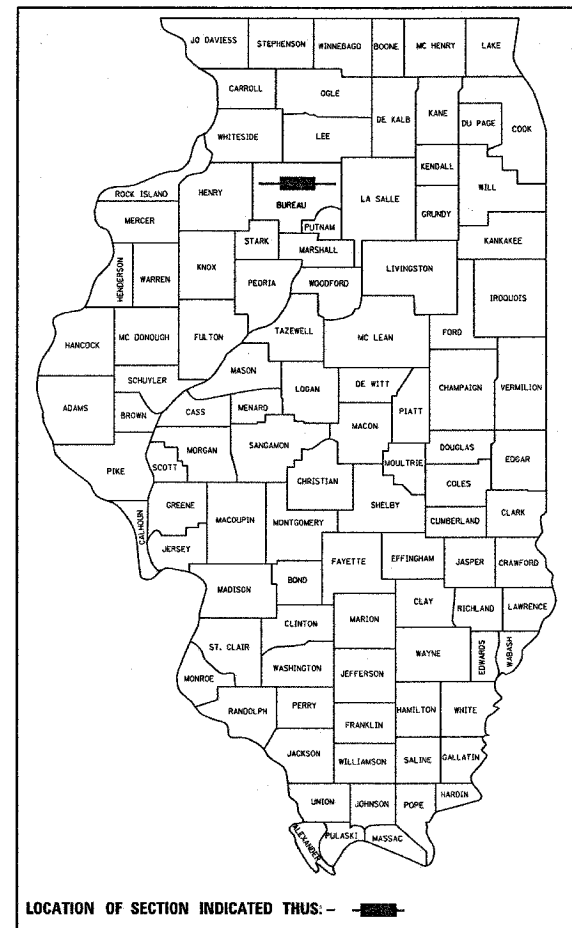 JO DAVIESS STEPHENSON WINNEBAGO BOONE MC HENRY LAKE
CARROLL OGLE DE KALB KANE DU PAGE COOK
WHITESIDE LEE
KENDALL WILL
ROCK ISLAND HENRY BUREAU LA SALLE GRUNDY
MERCER PUTNAM KANKAKEE
STARK MARSHALL
HENDERSON WARREN KNOX PEORIA WOODFORD LIVINGSTON IROQUOIS
HANCOCK MC DONOUGH FULTON TAZEWELL MC LEAN FORD
SCHUYLER MASON LOGAN DE WITT CHAMPAIGN VERMILION
ADAMS BROWN CASS MENARD MACON PIATT
PIKE SCOTT MORGAN SANGAMON CHRISTIAN MOULTRIE DOUGLAS EDGAR
COLES
CALHOUN GREENE MACOUPIN MONTGOMERY SHELBY CUMBERLAND CLARK
JERSEY FAYETTE EFFINGHAM JASPER CRAWFORD
MADISON BOND CLAY RICHLAND LAWRENCE
CLINTON MARION
ST. CLAIR WAYNE EDWARDS WABASH
MONROE WASHINGTON JEFFERSON
RANDOLPH PERRY HAMILTON WHITE
FRANKLIN
JACKSON WILLIAMSON SALINE GALLATIN
UNION JOHNSON POPE HARDIN
ALEXANDER PULASKI MASSAC
LOCATION OF SECTION INDICATED THUS: -